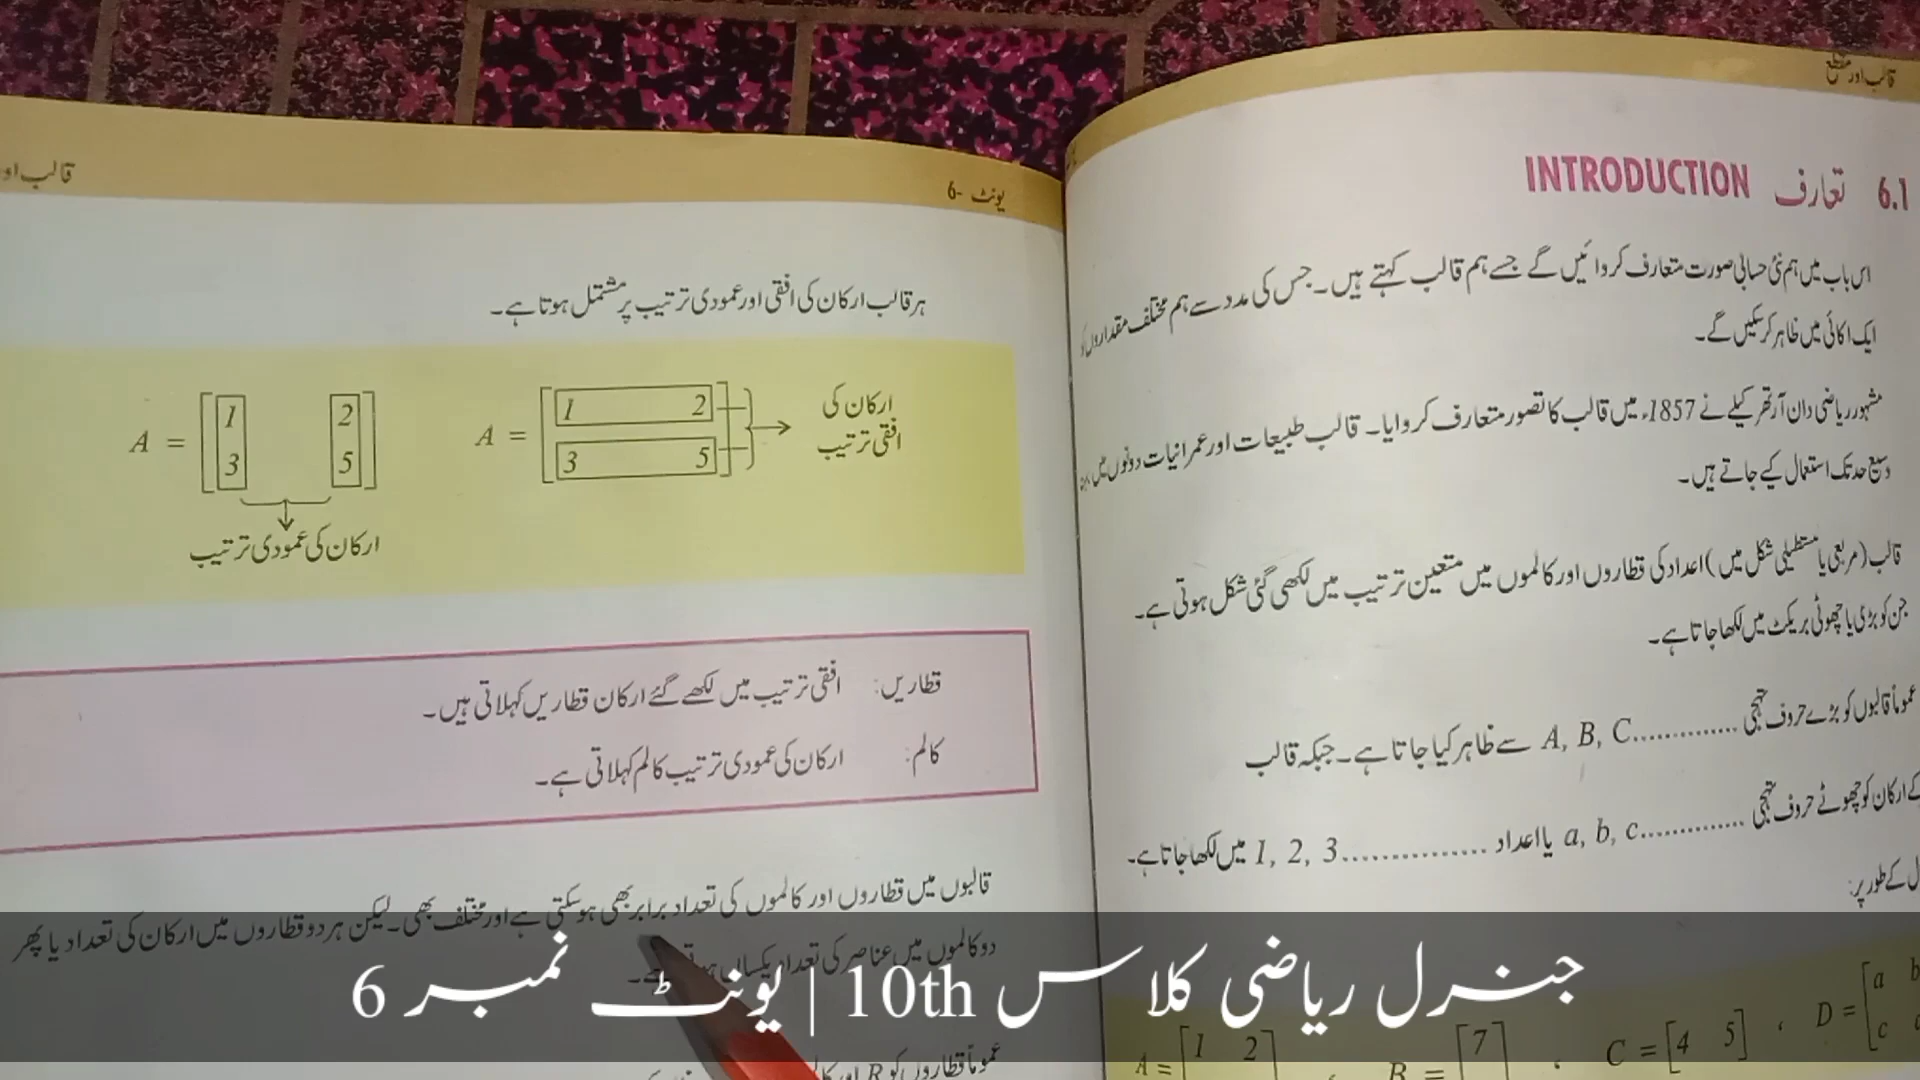 قالب اور مقطع
6.1 تعارف INTRODUCTION
اس باب میں ہم نئی حسابی صورت متعارف کروائیں گے جسے ہم قالب کہتے ہیں۔ جس کی مدد سے ہم مختلف مقداروں کو
ایک اکائی میں ظاہر کر سکیں گے۔
مشہور ریاضی دان آرتھر کیلے نے 1857ء میں قالب کا تصور متعارف کروایا۔ قالب طبیعات اور عمرانیات دونوں میں
وسیع حد تک استعمال کیے جاتے ہیں۔
قالب (مربعی یا مستطیلی شکل میں) اعداد کی قطاروں اور کالموں میں متعین ترتیب میں لکھی گئی شکل ہوتی ہے۔
جن کو بڑی یا چھوٹی بریکٹ میں لکھا جاتا ہے۔
عموماً قالبوں کو بڑے حروف تہجی A, B, C.............. سے ظاہر کیا جاتا ہے۔ جبکہ قالب
کے ارکان کو چھوٹے حروف تہجی a, b, c.............. یا اعداد 1, 2, 3................ میں لکھا جاتا ہے۔
کے طور پر:
A = [1 2 , B = [7 , C = [4 5] ، D = [a b
c
یونٹ -6
قالب او
ہر قالب ارکان کی افقی اور عمودی ترتیب پر مشتمل ہوتا ہے۔
A = [1 2
3 5]
ارکان کی عمودی ترتیب
A = [1 2
3 5]
ارکان کی
افقی ترتیب
قطاریں: افقی ترتیب میں لکھے گئے ارکان قطاریں کہلاتی ہیں۔
کالم: ارکان کی عمودی ترتیب کالم کہلاتی ہے۔
قالبوں میں قطاروں اور کالموں کی تعداد برابر بھی ہو سکتی ہے اور مختلف بھی۔ لیکن ہر دو قطاروں میں ارکان کی تعداد یا پھر
دو کالموں میں عناصر کی تعداد یکساں ہوتی ہے۔
عموماً قطاروں کو R اور
جنرل ریاضی کلاس 10th | یونٹ نمبر 6